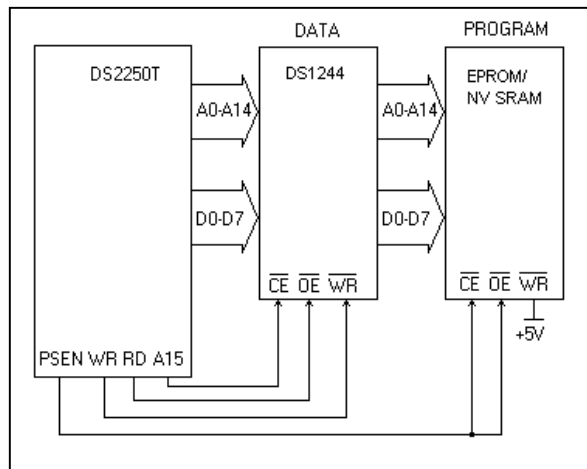 DATA
PROGRAM
DS2250T
DS1244
EPROM/
NV SRAM
A0-A14
A0-A14
D0-D7
D0-D7
CE OE WR
CE OE WR
+5V
PSEN WR RD A15